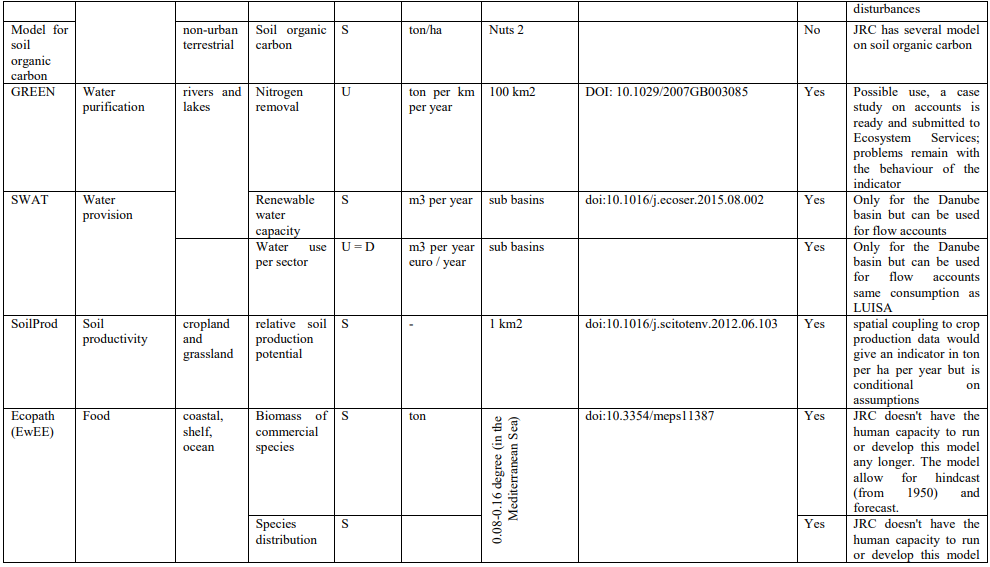 disturbances
Model for
soil
organic
carbon
non-urban
terrestrial
Soil organic
carbon
S
ton/ha
Nuts 2
No
JRC has several model
on soil organic carbon
GREEN
Water
purification
rivers and
lakes
Nitrogen
removal
U
ton per km
per year
100 km2
DOI: 10.1029/2007GB003085
Yes
Possible use, a case
study on accounts is
ready and submitted to
Ecosystem Services;
problems remain with
the behaviour of the
indicator
SWAT
Water
provision
Renewable
water
capacity
S
m3 per year
sub basins
doi:10.1016/j.ecoser.2015.08.002
Yes
Only for the Danube
basin but can be used
for flow accounts
Water use
per sector
U = D
m3 per year
euro / year
sub basins
Yes
Only for the Danube
basin but can be used
for flow accounts
same consumption as
LUISA
SoilProd
Soil
productivity
cropland
and
grassland
relative soil
production
potential
S
-
1 km2
doi:10.1016/j.scitotenv.2012.06.103
Yes
spatial coupling to crop
production data would
give an indicator in ton
per ha per year but is
conditional on
assumptions
Ecopath
(EwEE)
Food
coastal,
shelf,
ocean
Biomass of
commercial
species
S
ton
0.08-0.16 degree (in the
Mediterranean Sea)
doi:10.3354/meps11387
Yes
JRC doesn't have the
human capacity to run
or develop this model
any longer. The model
allow for hindcast
(from 1950) and
forecast.
Species
distribution
S
Yes
JRC doesn't have the
human capacity to run
or develop this model